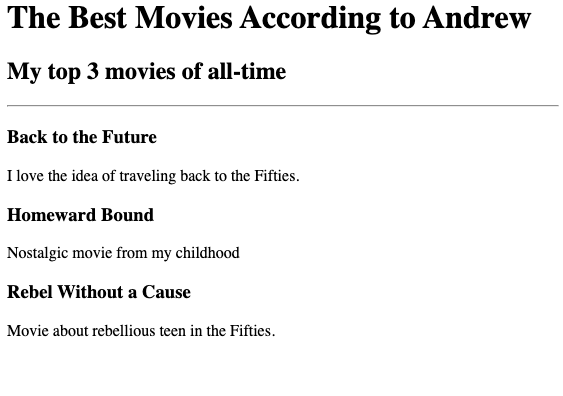 The Best Movies According to Andrew
My top 3 movies of all-time
Back to the Future
I love the idea of traveling back to the Fifties.
Homeward Bound
Nostalgic movie from my childhood
Rebel Without a Cause
Movie about rebellious teen in the Fifties.